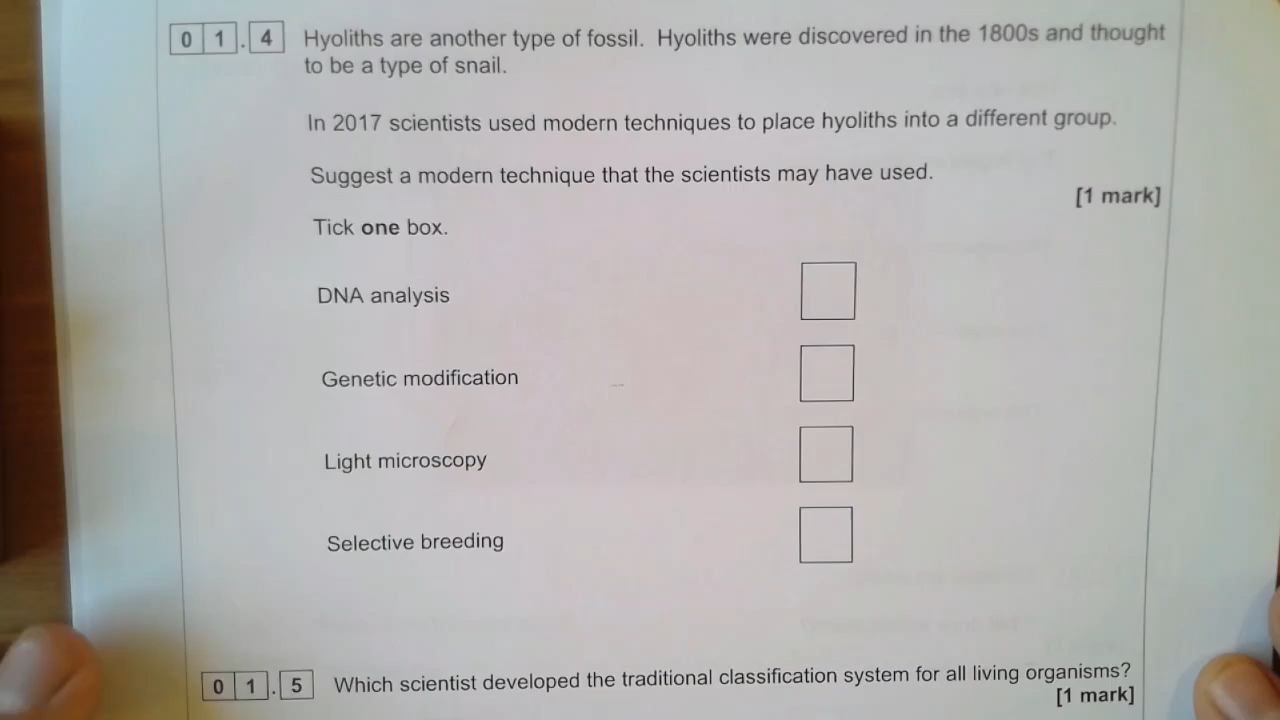 0 1 . 4 Hyoliths are another type of fossil. Hyoliths were discovered in the 1800s and thought
to be a type of snail.
In 2017 scientists used modern techniques to place hyoliths into a different group.
Suggest a modern technique that the scientists may have used.
[1 mark]
Tick one box.
DNA analysis
Genetic modification
Light microscopy
Selective breeding
0 1 . 5 Which scientist developed the traditional classification system for all living organisms?
[1 mark]